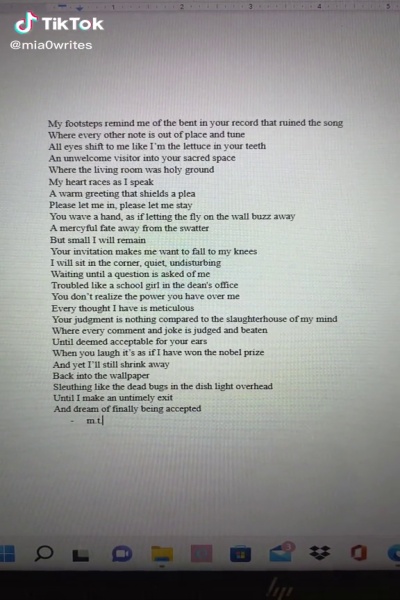 TikTok
@mia0writes
My footsteps remind me of the bent in your record that ruined the song
Where every other note is out of place and tune
All eyes shift to me like I'm the lettuce in your teeth
An unwelcome visitor into your sacred space
Where the living room was holy ground
My heart races as I speak
A warm greeting that shields a plea
Please let me in, please let me stay
You wave a hand, as if letting the fly on the wall buzz away
A merciful fate away from the swatter
But small I will remain
Your invitation makes me want to fall to my knees
I will sit in the corner, quiet, undisturbing
Waiting until a question is asked of me
Troubled like a school girl in the dean's office
You don't realize the power you have over me
Every thought I have is meticulous
Your judgment is nothing compared to the slaughterhouse of my mind
Where every comment and joke is judged and beaten
Until deemed acceptable for your ears
When you laugh it's as if I have won the nobel prize
And yet I'll still shrink away
Back into the wallpaper
Sleuthing like the dead bugs in the dish light overhead
Until I make an untimely exit
And dream of finally being accepted
- m.t
hp